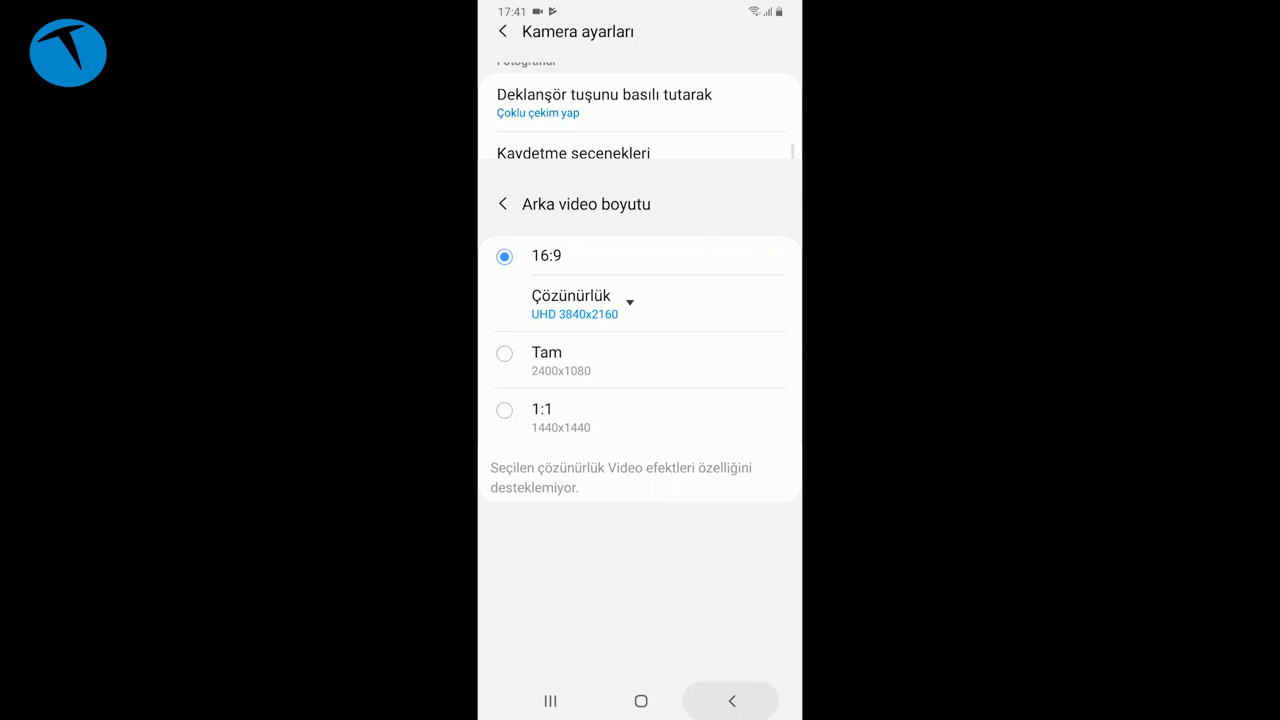 17:41
Kamera ayarları
Fotoğraflar
Deklanşör tuşunu basılı tutarak
Çoklu çekim yap
Kaydetme seçenekleri
Arka video boyutu
16:9
Çözünürlük
UHD 3840x2160
Tam
2400x1080
1:1
1440x1440
Seçilen çözünürlük Video efektleri özelliğini
desteklemiyor.